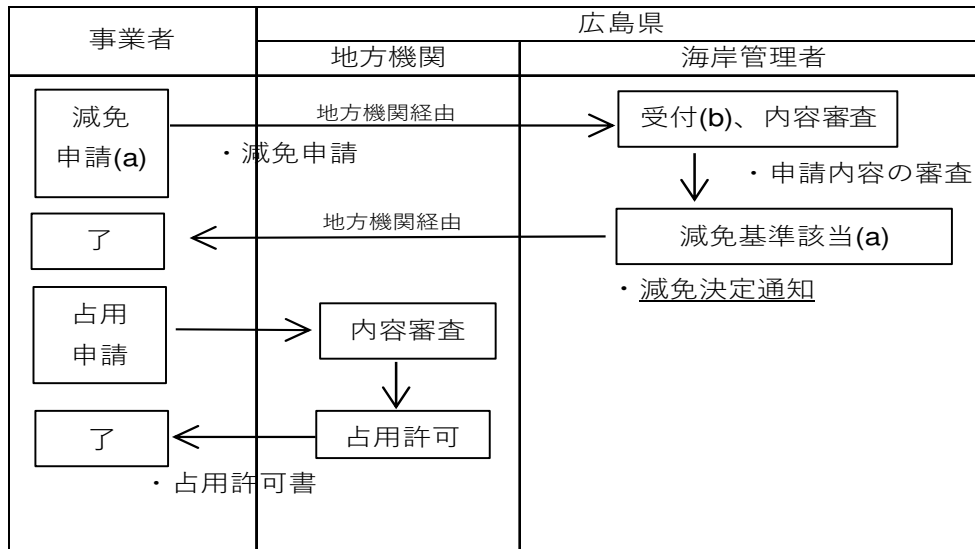 事業者
広島県
地方機関
海岸管理者
減免
申請(a)
地方機関経由
・減免申請
受付(b)、内容審査
・申請内容の審査
了
地方機関経由
減免基準該当(a)
・減免決定通知
占用
申請
内容審査
了
占用許可
・占用許可書